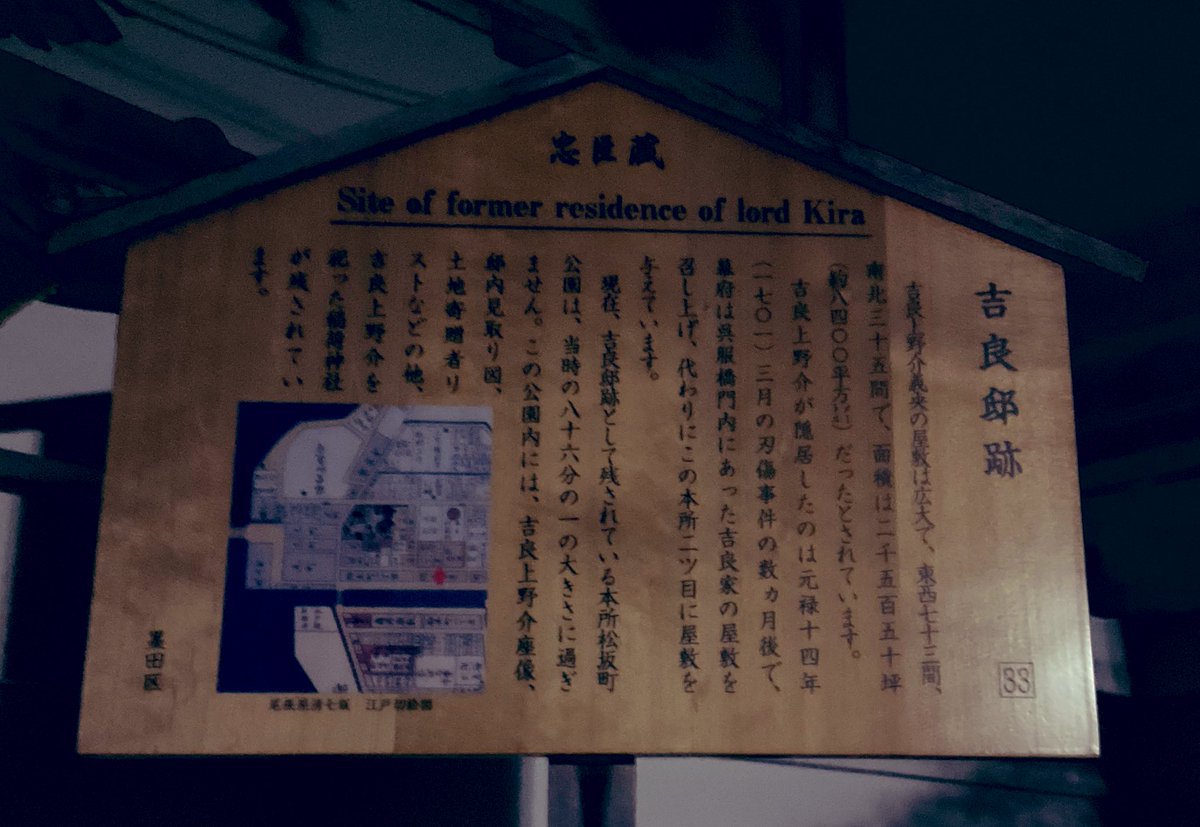 忠臣蔵
Site of former residence of lord Kira
吉良邸跡
吉良上野介義央の屋敷は広大で、東西七十三間、
南北三十五間で、面積は二千五百五十坪
（約八四〇〇平方㍍）だったとされています。
吉良上野介が隠居したのは元禄十四年
（一七〇一）三月の刃傷事件の数ヵ月後で、
幕府は呉服橋門内にあった吉良家の屋敷を
召し上げ、代わりにこの本所二ツ目に屋敷を
与えています。
現在、吉良邸跡として残されている本所松坂町
公園は、当時の八十六分の一の大きさに過ぎ
ません。この公園内には、吉良上野介座像、
邸内見取り図、
土地寄贈者リ
ストなどの他、
吉良上野介を
祀った稲荷神社
が残されてい
ます。
尾張屋清七版 江戸切絵図
墨田区
33